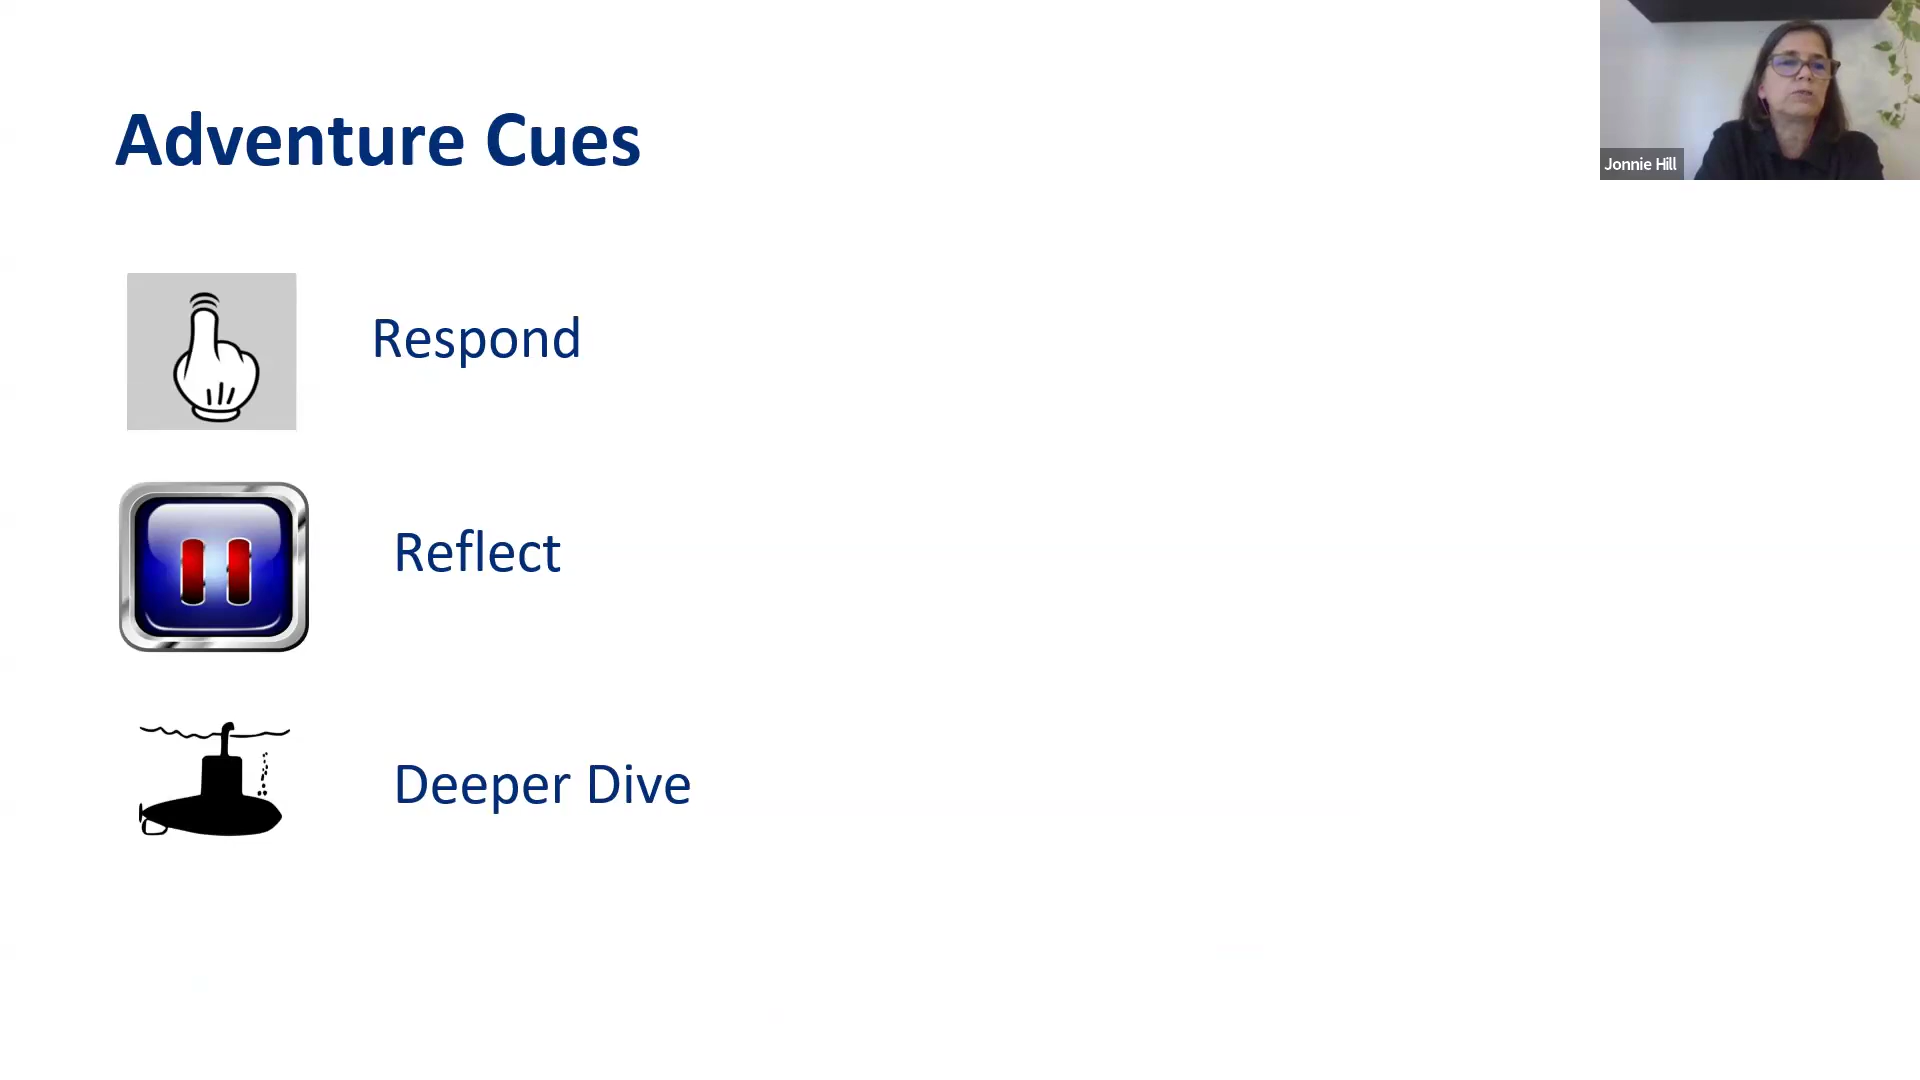 Adventure Cues
Jonnie Hill
Respond
Reflect
Deeper Dive